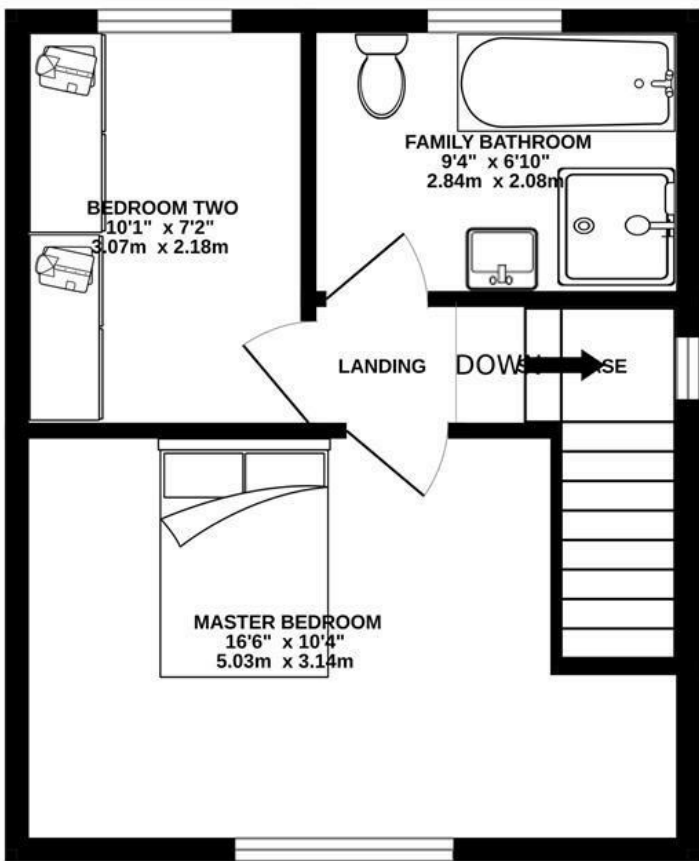 FAMILY BATHROOM
9'4" x 6'10"
2.84m x 2.08m
BEDROOM TWO
10'1" x 7'2"
3.07m x 2.18m
LANDING
DOWN
MASTER BEDROOM
16'6" x 10'4"
5.03m x 3.14m